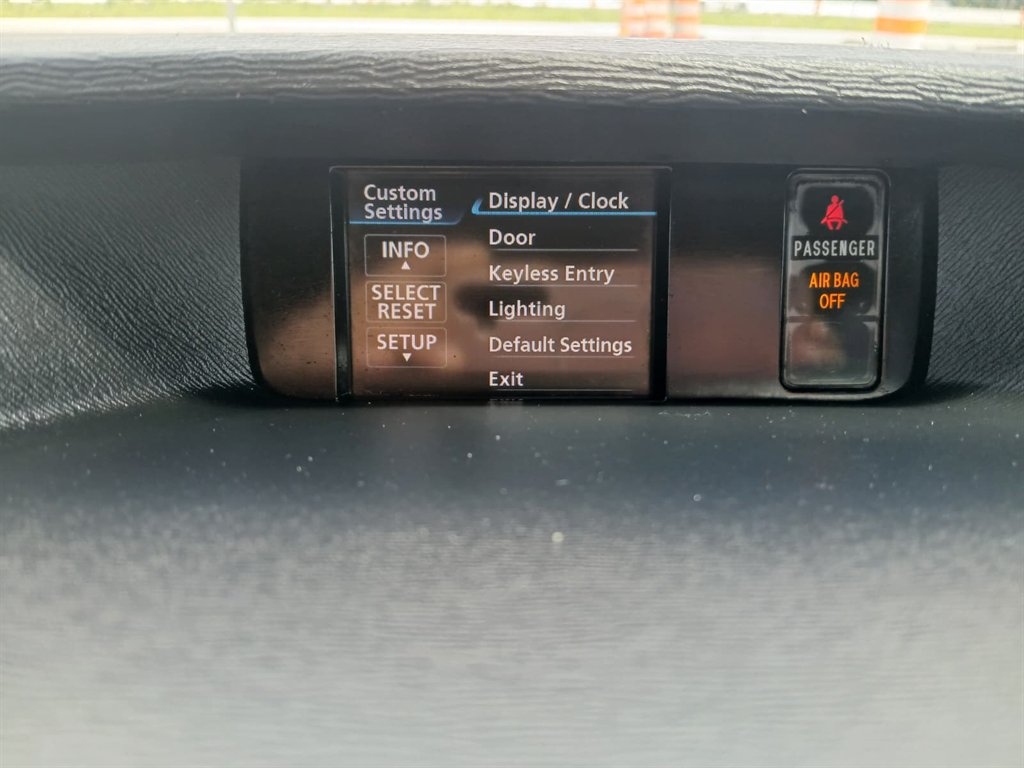 Custom
Settings
INFO
▲
SELECT
RESET
SETUP
▼
Display / Clock
Door
Keyless Entry
Lighting
Default Settings
Exit
PASSENGER
AIR BAG
OFF